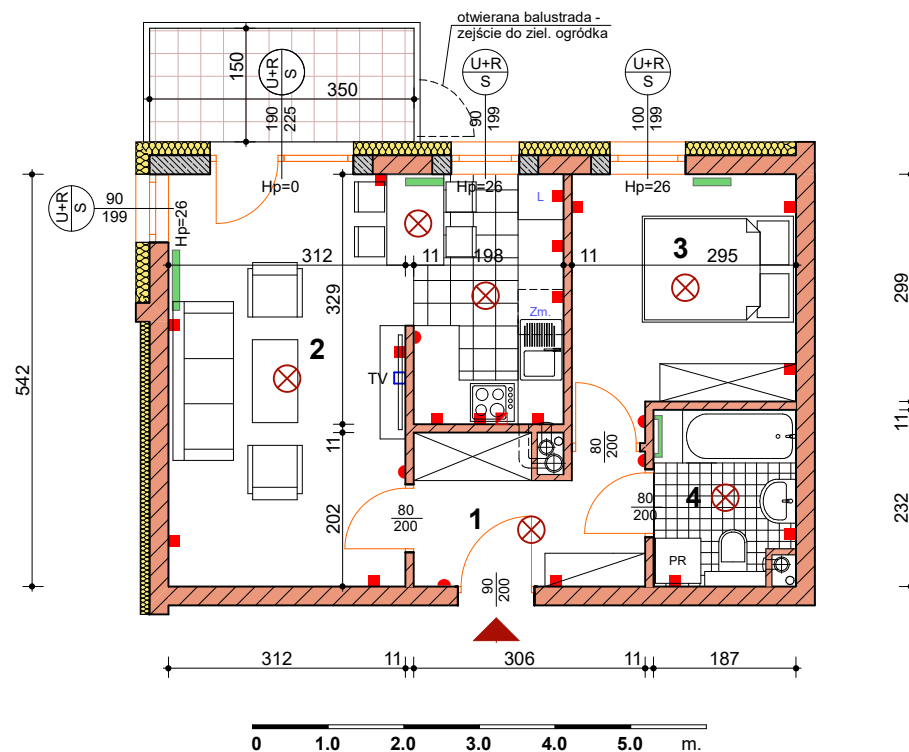 otwierana balustrada -
zejście do ziel. ogródka
U+R
S
U+R
S
U+R
S
150
350
190
225
90
199
100
199
Hp=0
Hp=26
Hp=26
U+R
S
90
199
Hp=26
L
3
312
11
198
11
295
299
329
Zm.
2
TV
542
11
11
80
200
4
232
202
80
200
1
80
200
PR
90
200
312
11
306
11
187
0
1.0
2.0
3.0
4.0
5.0
m.